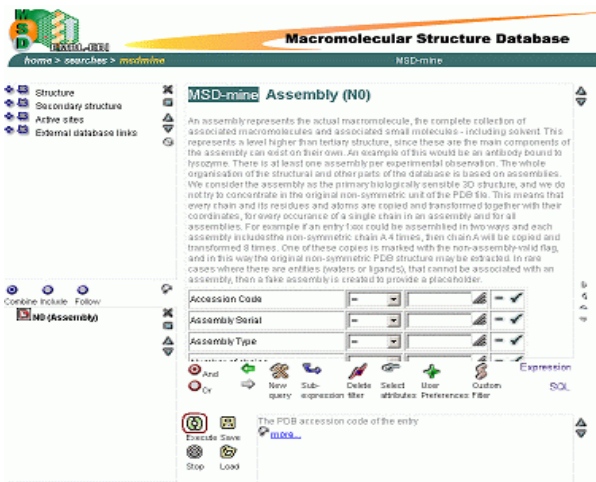 MSD
EMBL-EBI
Macromolecular Structure Database
home > searches > msdmine
MSD-mine
Structure
Secondary structure
Active sites
External database links
MSD-mine Assembly (N0)
An assembly represents the actual macromolecule, the complete collection of
associated macromolecules and associated small molecules - including solvent. This
represents a level higher than tertiary structure, since these are the main components of
the assembly can exist on their own. An example of this would be an antibody bound to
lysozyme. There is at least one assembly per experimental observation. The whole
organisation of the structural and other parts of the database is based on assemblies.
We consider the assembly as the primary biologically sensible 3D structure, and we do
not try to concentrate in the original non-symmetric unit of the PDB file. This means that
every chain and its residues and atoms are copied and transformed together with their
coordinates, for every occurance of a single chain in an assembly and for all
assemblies. For example if an entry 1xxx could be assembled in two ways and each
assembly includesthe non-symmetric chain A 4 times, then chain A will be copied and
transformed 8 times. One of these copies is marked with the non-assembly-valid flag,
and in this way the original non-symmetric PDB structure may be extracted. In rare
cases where there are entities (waters or ligands), that cannot be associated with an
assembly, then a fake assembly is created to provide a placeholder.
Combine Include Follow
N0 (Assembly)
Accession Code =
Assembly Serial =
Assembly Type =
And
Or
New query
Sub-expression
Delete filter
Select attributes
User Preferences
Custom Filter
Expression
SQL
Execute Save
Stop Load
The PDB accession code of the entry
more...